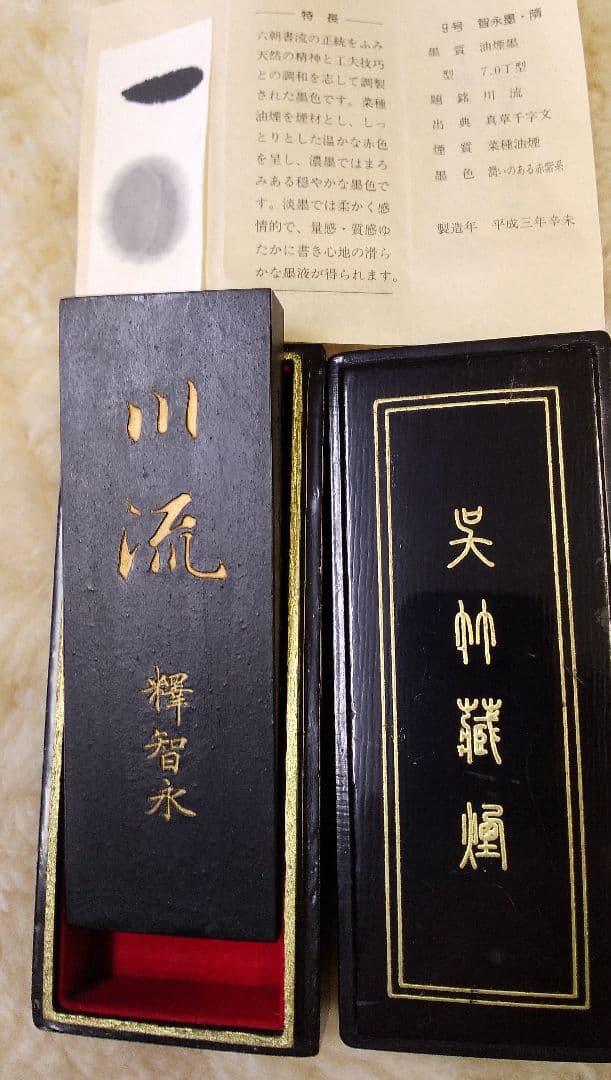 特長
六朝書流の正統をふみ
天然の精神と工夫技巧
との調和を志して調製
された墨色です。菜種
油煙を煙材とし、しっ
とりとした温かな赤色
を呈し、濃墨ではまろ
みある穏やかな墨色で
す。淡墨では柔かく感
情的で、量感・質感ゆ
たかに書き心地の滑ら
かな墨液が得られます。
9号 智永墨・隋
墨質 油煙墨
型 7.0丁型
題銘 川流
出典 真草千字文
煙質 菜種油煙
墨色 潤いのある赤紫系
製造年 平成三年辛未
川流
釋智永
呉竹藏煙